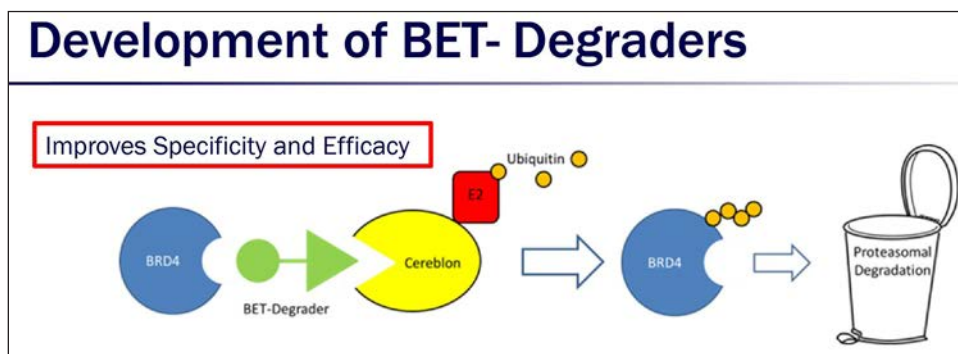 Development of BET- Degraders
Improves Specificity and Efficacy
Ubiquitin
E2
BRD4
Cereblon
BET-Degrader
BRD4
Proteasomal
Degradation